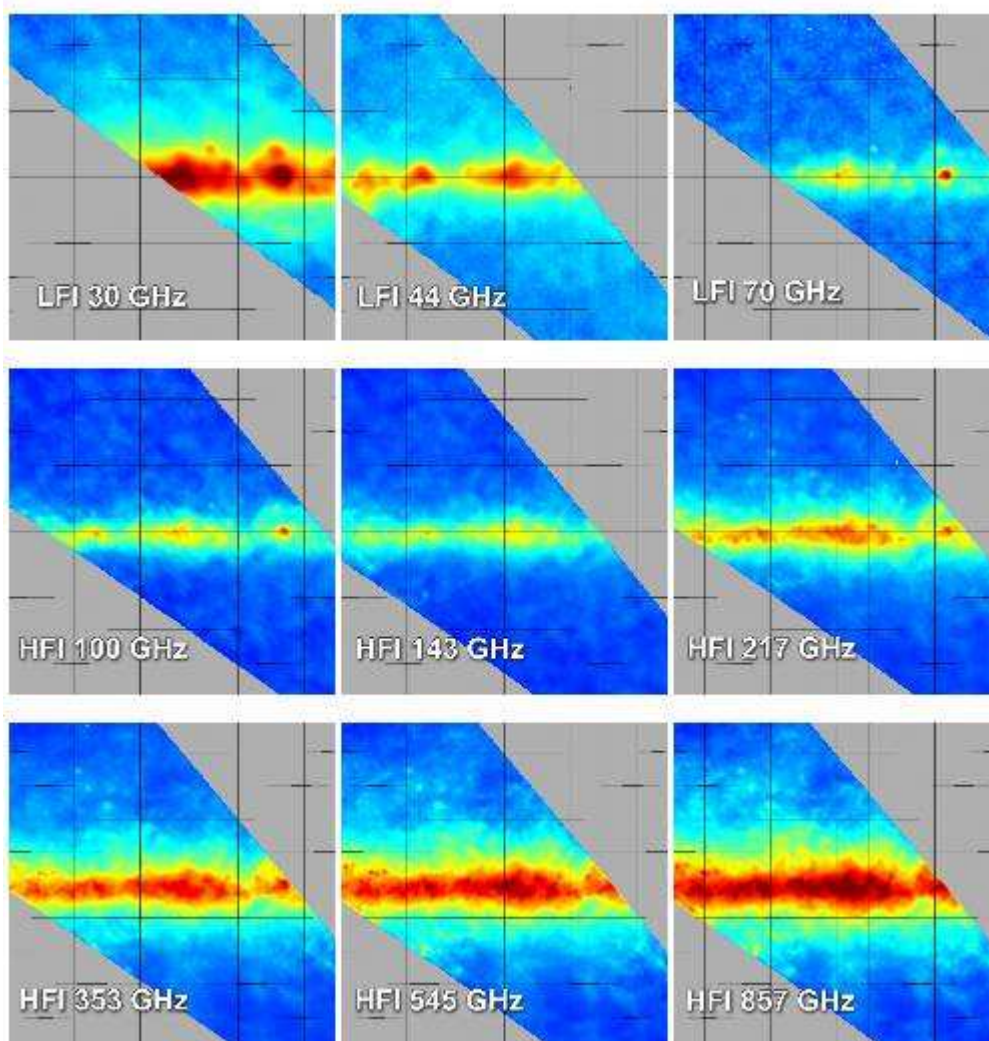 LFI 30 GHz
LFI 44 GHz
LFI 70 GHz
HFI 100 GHz
HFI 143 GHz
HFI 217 GHz
HFI 353 GHz
HFI 545 GHz
HFI 857 GHz